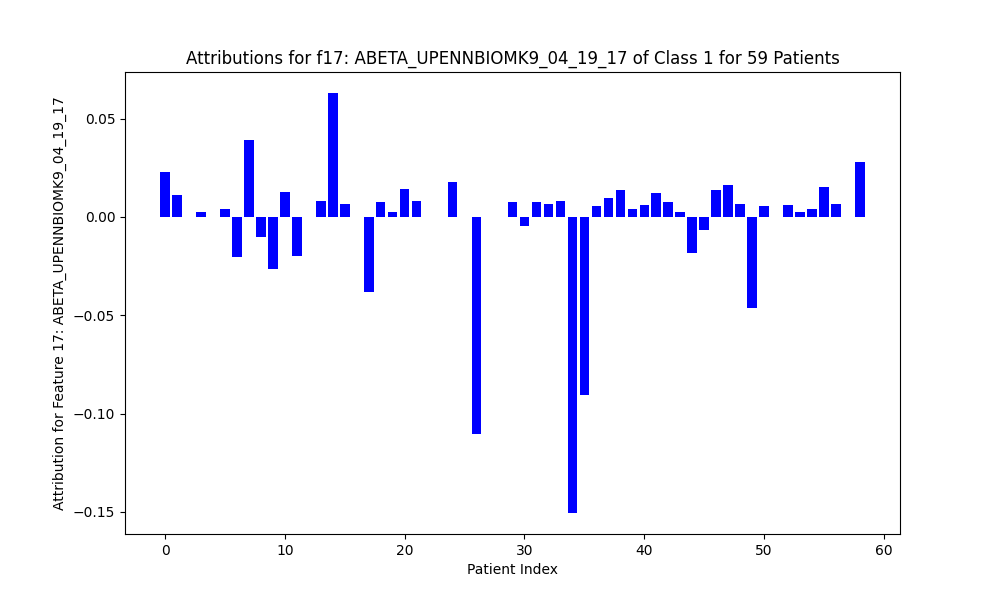 Attributions for f17: ABETA_UPENNBIOMK9_04_19_17 of Class 1 for 59 Patients
Attribution for Feature 17: ABETA_UPENNBIOMK9_04_19_17
0.05
0.00
−0.05
−0.10
−0.15
0 10 20 30 40 50 60
Patient Index